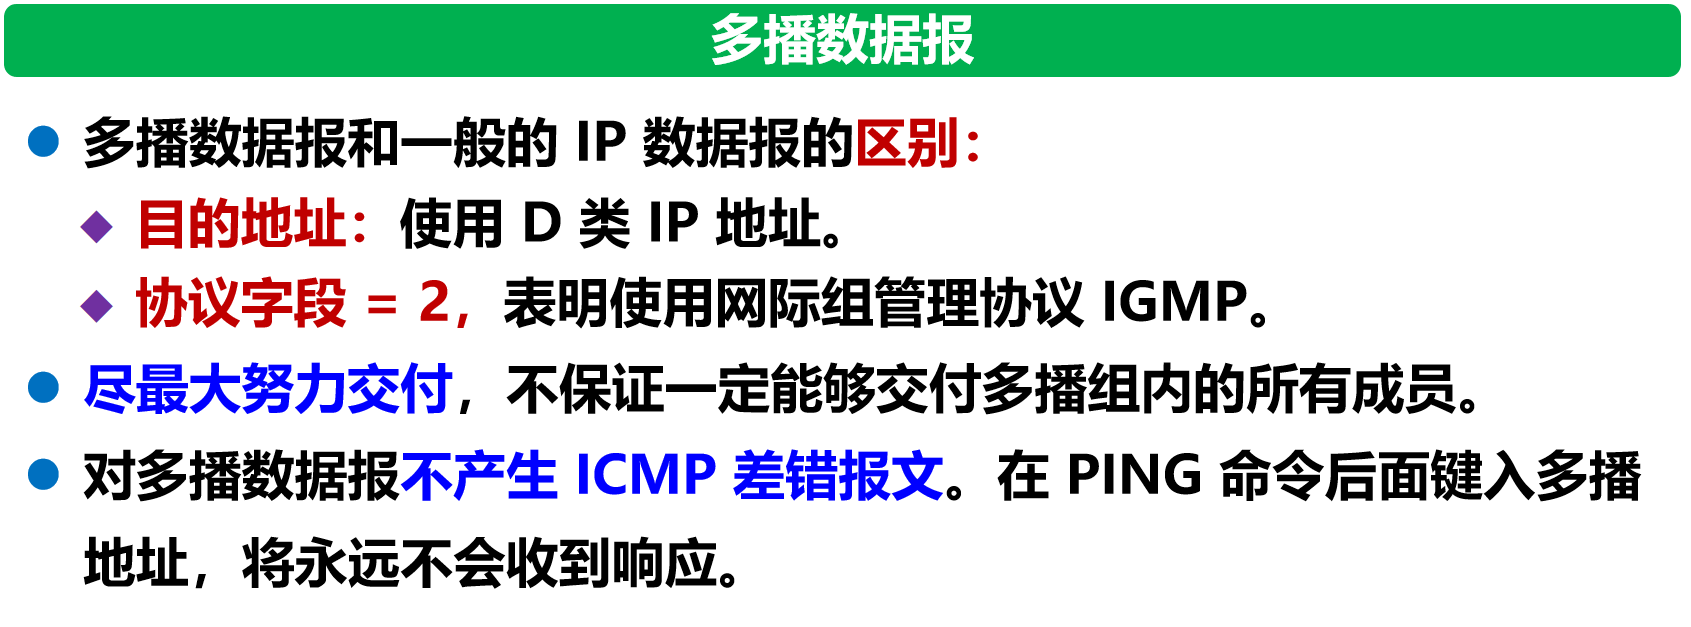 多播数据报
多播数据报和一般的 IP 数据报的区别：
目的地址：使用 D 类 IP 地址。
协议字段 = 2，表明使用网际组管理协议 IGMP。
尽最大努力交付，不保证一定能够交付多播组内的所有成员。
对多播数据报不产生 ICMP 差错报文。在 PING 命令后面键入多播
地址，将永远不会收到响应。